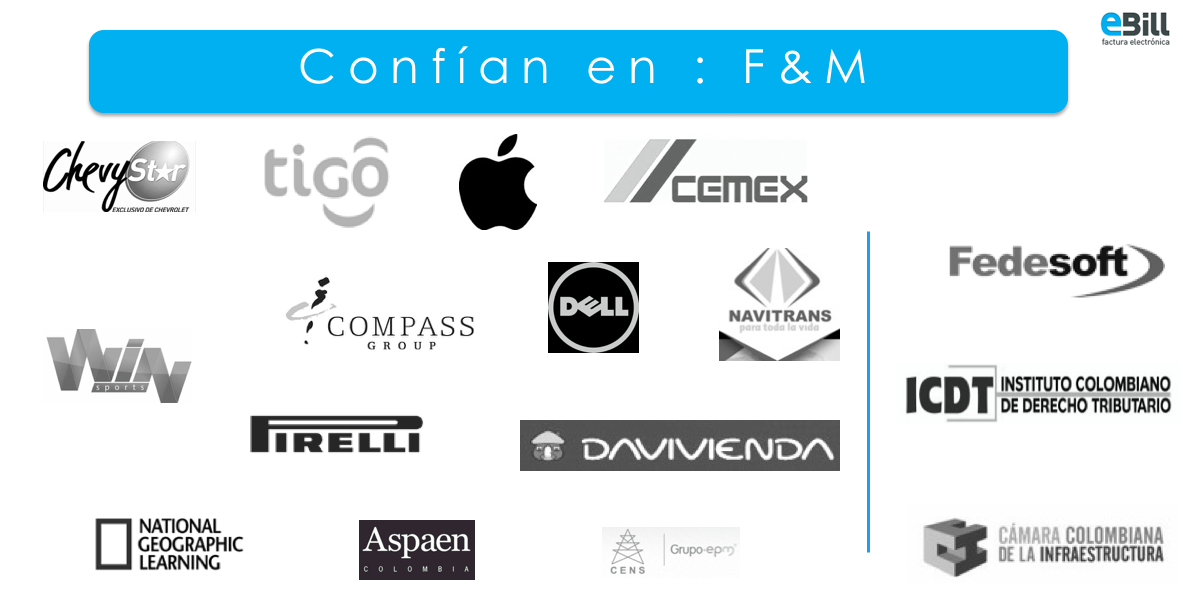 eBill
factura electrónica
Confían en : F&M
ChevyStar
EXCLUSIVO DE CHEVROLET
tigo
CEMEX
Fedesoft
COMPASS
GROUP
DELL
NAVITRANS
para toda la vida
WiN
sports
ICDT INSTITUTO COLOMBIANO
DE DERECHO TRIBUTARIO
PIRELLI
DAVIVIENDA
NATIONAL
GEOGRAPHIC
LEARNING
Aspaen
COLOMBIA
CENS
Grupo·epm®
CÁMARA COLOMBIANA
DE LA INFRAESTRUCTURA